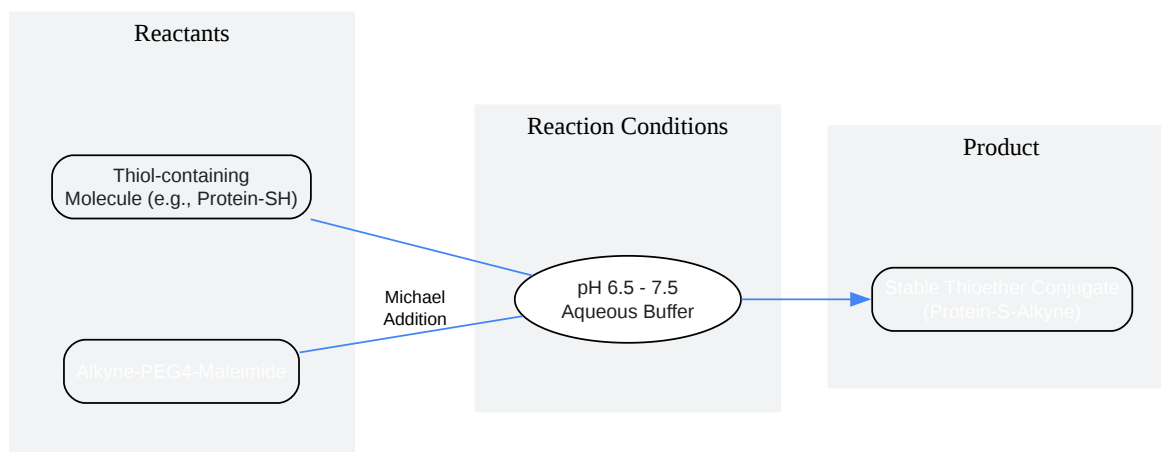 Reactants
Thiol-containing
Molecule (e.g., Protein-SH)
Alkyne-PEG4-Maleimide
Michael
Addition
Reaction Conditions
pH 6.5 - 7.5
Aqueous Buffer
Product
Stable Thioether Conjugate
(Protein-S-Alkyne)